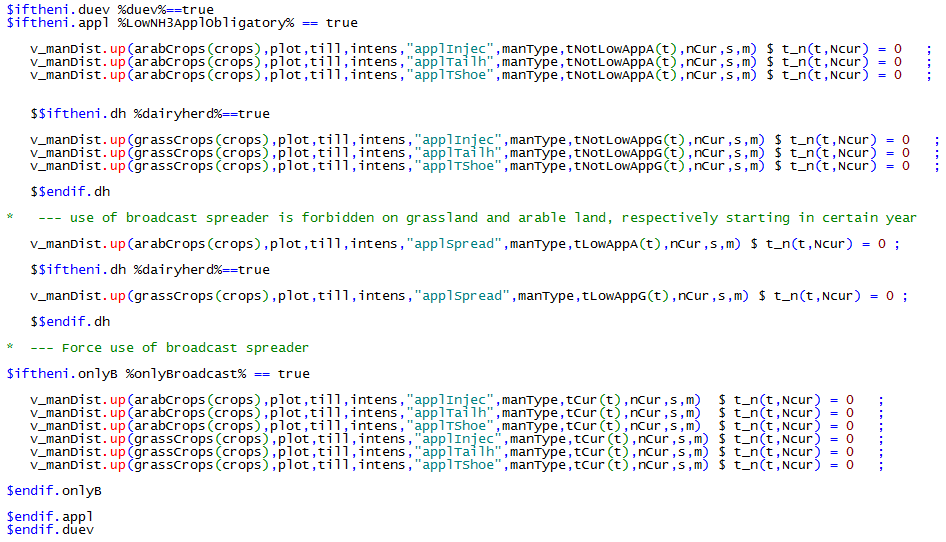 $iftheni.duev %duev%==true
$iftheni.appl %LowNH3ApplObligatory% == true
v_manDist.up(arabCrops(crops),plot,till,intens,"applInjec",manType,tNotLowAppA(t),nCur,s,m) $ t_n(t,Ncur) = 0   ;
v_manDist.up(arabCrops(crops),plot,till,intens,"applTailh",manType,tNotLowAppA(t),nCur,s,m) $ t_n(t,Ncur) = 0   ;
v_manDist.up(arabCrops(crops),plot,till,intens,"applTShoe",manType,tNotLowAppA(t),nCur,s,m) $ t_n(t,Ncur) = 0   ;
$$iftheni.dh %dairyherd%==true
v_manDist.up(grassCrops(crops),plot,till,intens,"applInjec",manType,tNotLowAppG(t),nCur,s,m) $ t_n(t,Ncur) = 0   ;
v_manDist.up(grassCrops(crops),plot,till,intens,"applTailh",manType,tNotLowAppG(t),nCur,s,m) $ t_n(t,Ncur) = 0   ;
v_manDist.up(grassCrops(crops),plot,till,intens,"applTShoe",manType,tNotLowAppG(t),nCur,s,m) $ t_n(t,Ncur) = 0   ;
$$endif.dh
*   --- use of broadcast spreader is forbidden on grassland and arable land, respectively starting in certain year
v_manDist.up(arabCrops(crops),plot,till,intens,"applSpread",manType,tLowAppA(t),nCur,s,m) $ t_n(t,Ncur) = 0 ;
$$iftheni.dh %dairyherd%==true
v_manDist.up(grassCrops(crops),plot,till,intens,"applSpread",manType,tLowAppG(t),nCur,s,m) $ t_n(t,Ncur) = 0 ;
$$endif.dh
*  --- Force use of broadcast spreader
$iftheni.onlyB %onlyBroadcast% == true
v_manDist.up(arabCrops(crops),plot,till,intens,"applInjec",manType,tCur(t),nCur,s,m)  $ t_n(t,Ncur) = 0   ;
v_manDist.up(arabCrops(crops),plot,till,intens,"applTailh",manType,tCur(t),nCur,s,m)  $ t_n(t,Ncur) = 0   ;
v_manDist.up(arabCrops(crops),plot,till,intens,"applTShoe",manType,tCur(t),nCur,s,m)  $ t_n(t,Ncur) = 0   ;
v_manDist.up(grassCrops(crops),plot,till,intens,"applInjec",manType,tCur(t),nCur,s,m) $ t_n(t,Ncur) = 0   ;
v_manDist.up(grassCrops(crops),plot,till,intens,"applTailh",manType,tCur(t),nCur,s,m) $ t_n(t,Ncur) = 0   ;
v_manDist.up(grassCrops(crops),plot,till,intens,"applTShoe",manType,tCur(t),nCur,s,m) $ t_n(t,Ncur) = 0   ;
$endif.onlyB
$endif.appl
$endif.duev